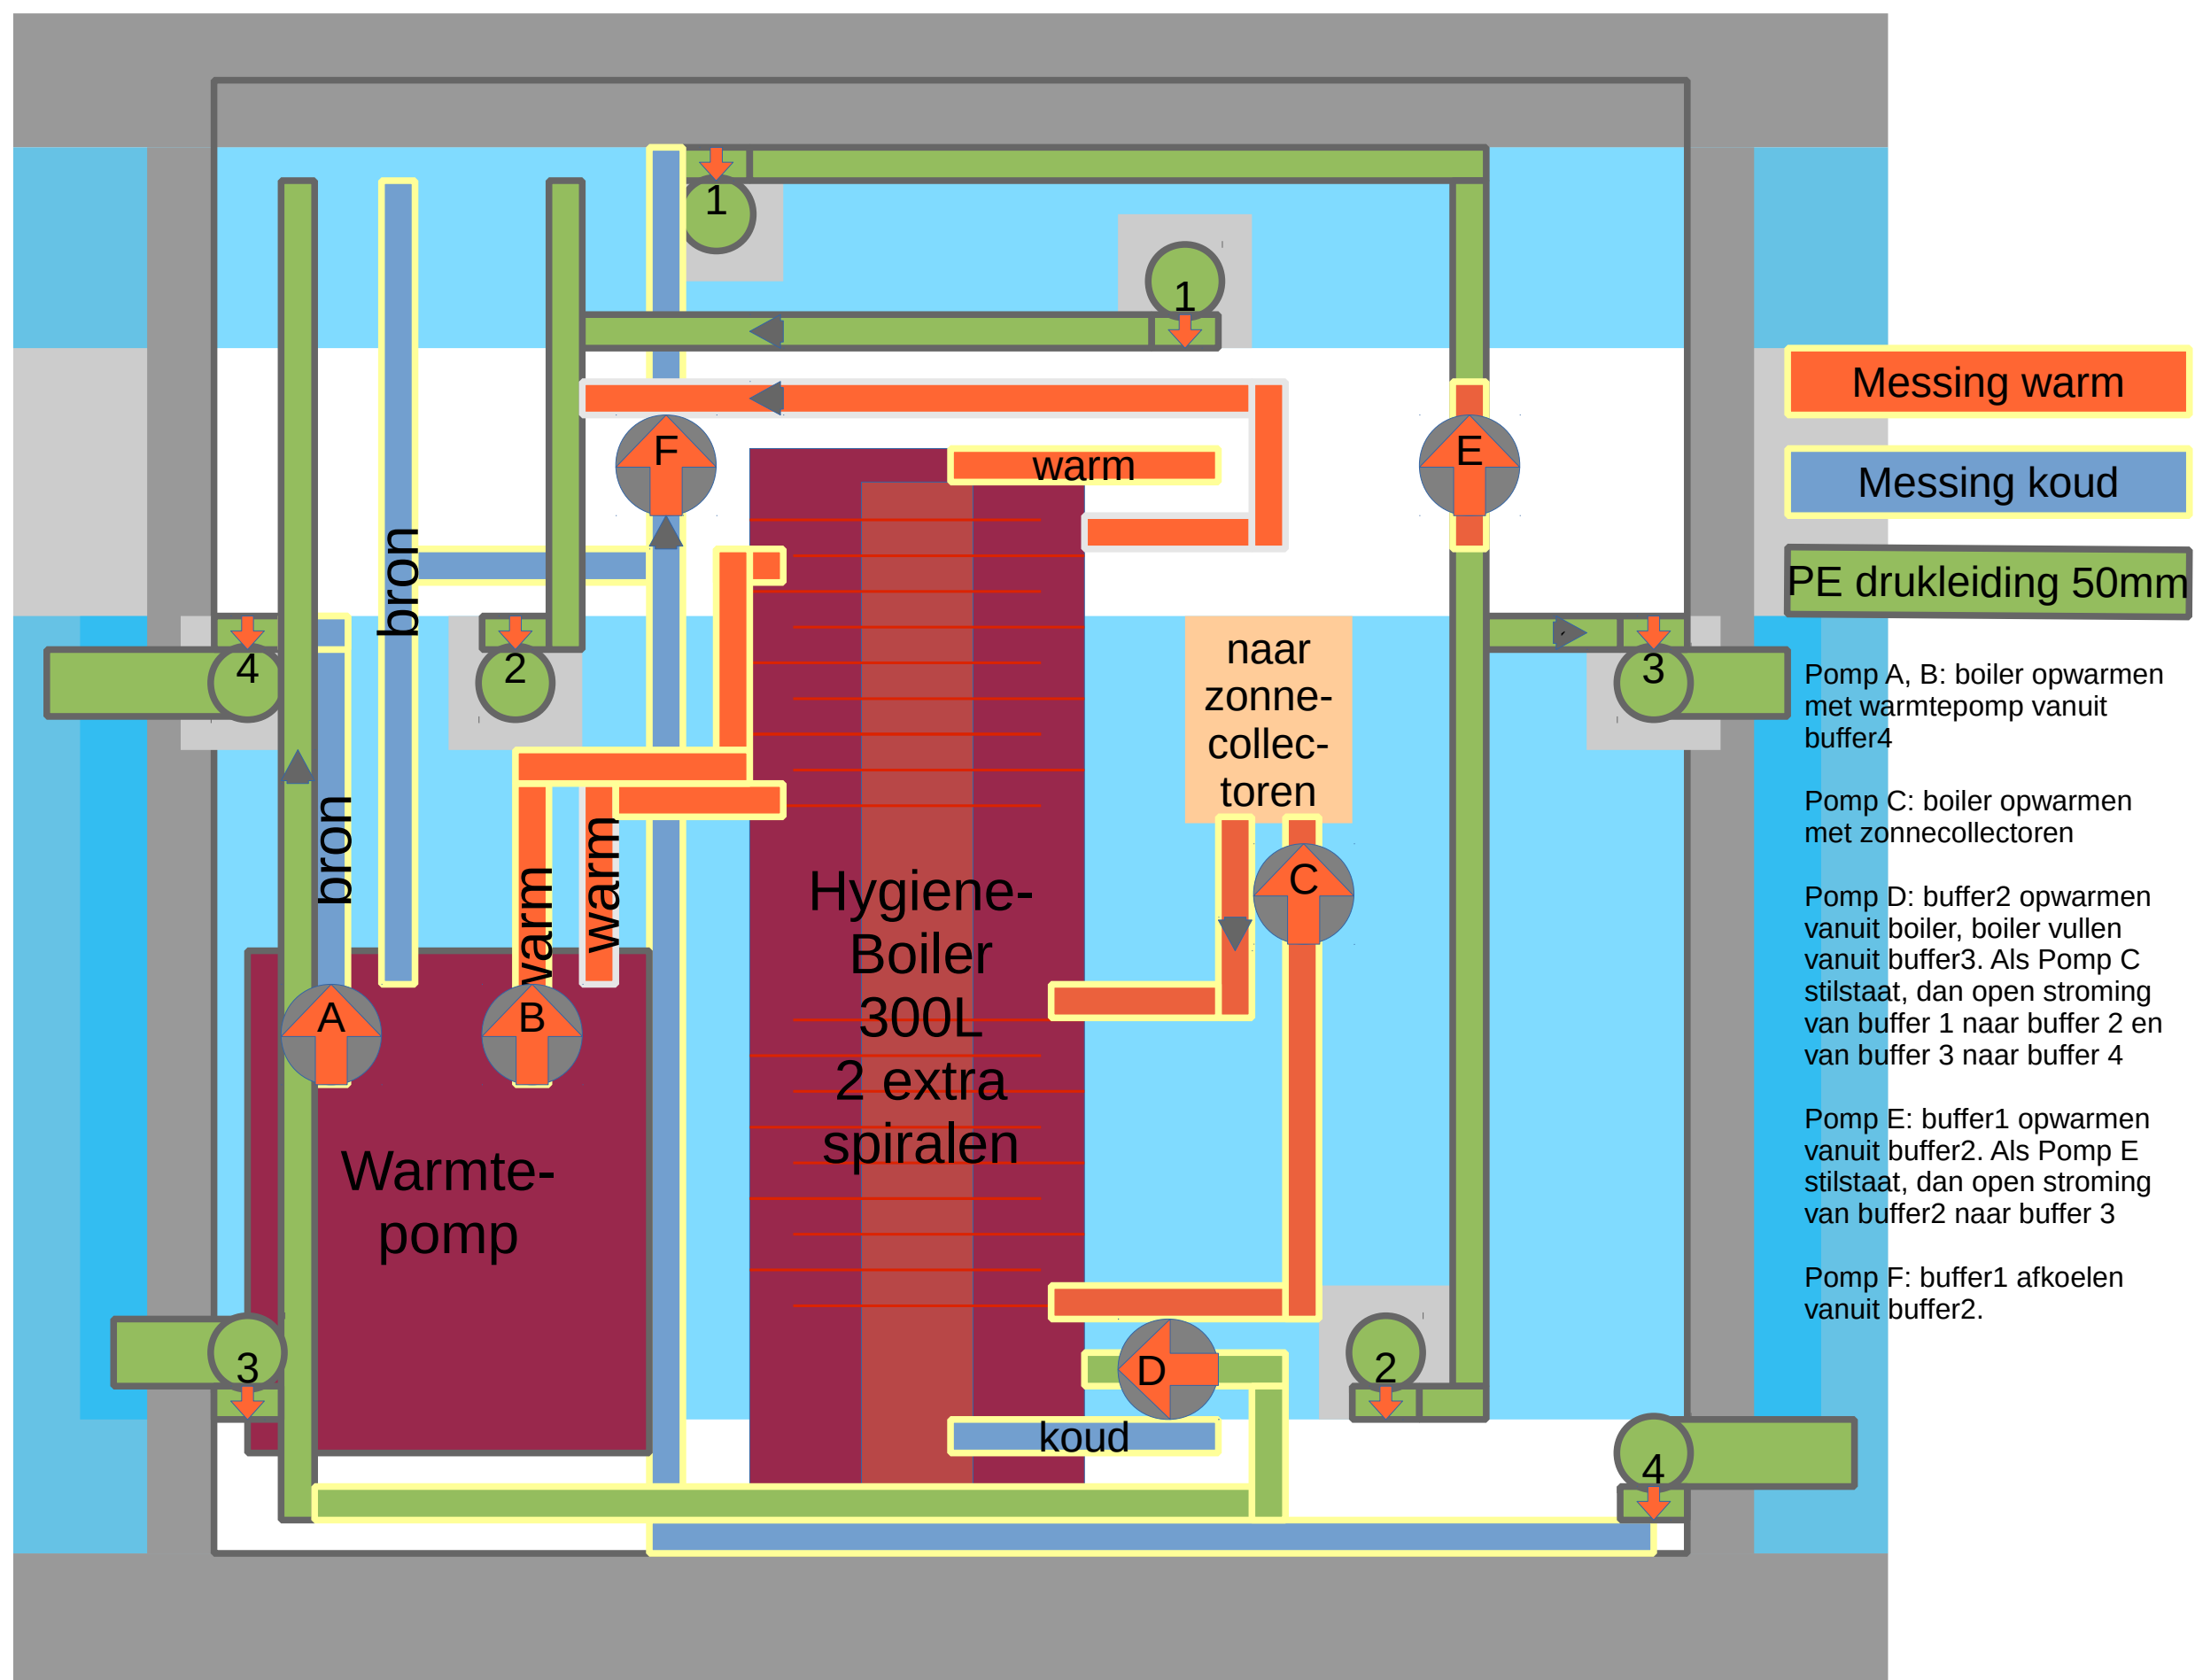 1
1
Messing warm
F
E
warm
Messing koud
bron
PE drukleiding 50mm
4
2
naar
zonne-
collec-
toren
3
Pomp A, B: boiler opwarmen
met warmtepomp vanuit
buffer4
Pomp C: boiler opwarmen
met zonnecollectoren
Pomp D: buffer2 opwarmen
vanuit boiler, boiler vullen
vanuit buffer3. Als Pomp C
stilstaat, dan open stroming
van buffer 1 naar buffer 2 en
van buffer 3 naar buffer 4
Pomp E: buffer1 opwarmen
vanuit buffer2. Als Pomp E
stilstaat, dan open stroming
van buffer2 naar buffer 3
Pomp F: buffer1 afkoelen
vanuit buffer2.
bron
warm
warm
C
Hygiene-
Boiler
300L
2 extra
spiralen
A
B
Warmte-
pomp
3
D
2
koud
4